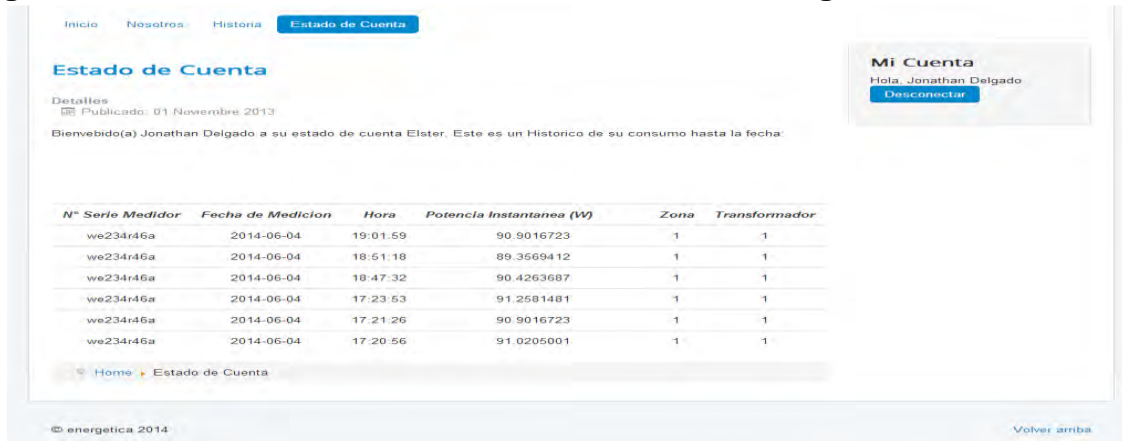 Inicio Nosotros Historia Estado de Cuenta
Estado de Cuenta
Detalles
Publicado: 01 Noviembre 2013
Bienvebido(a) Jonathan Delgado a su estado de cuenta Elster. Este es un Historico de su consumo hasta la fecha:
Mi Cuenta
Hola, Jonathan Delgado
Desconectar
N° Serie Medidor Fecha de Medicion Hora Potencia Instantanea (W) Zona Transformador
we234r46a 2014-06-04 19:01:59 90.9016723 1 1
we234r46a 2014-06-04 18:51:18 89.3569412 1 1
we234r46a 2014-06-04 18:47:32 90.4263687 1 1
we234r46a 2014-06-04 17:23:53 91.2581481 1 1
we234r46a 2014-06-04 17:21:26 90.9016723 1 1
we234r46a 2014-06-04 17:20:56 91.0205001 1 1
Home Estado de Cuenta
© energetica 2014
Volver arriba